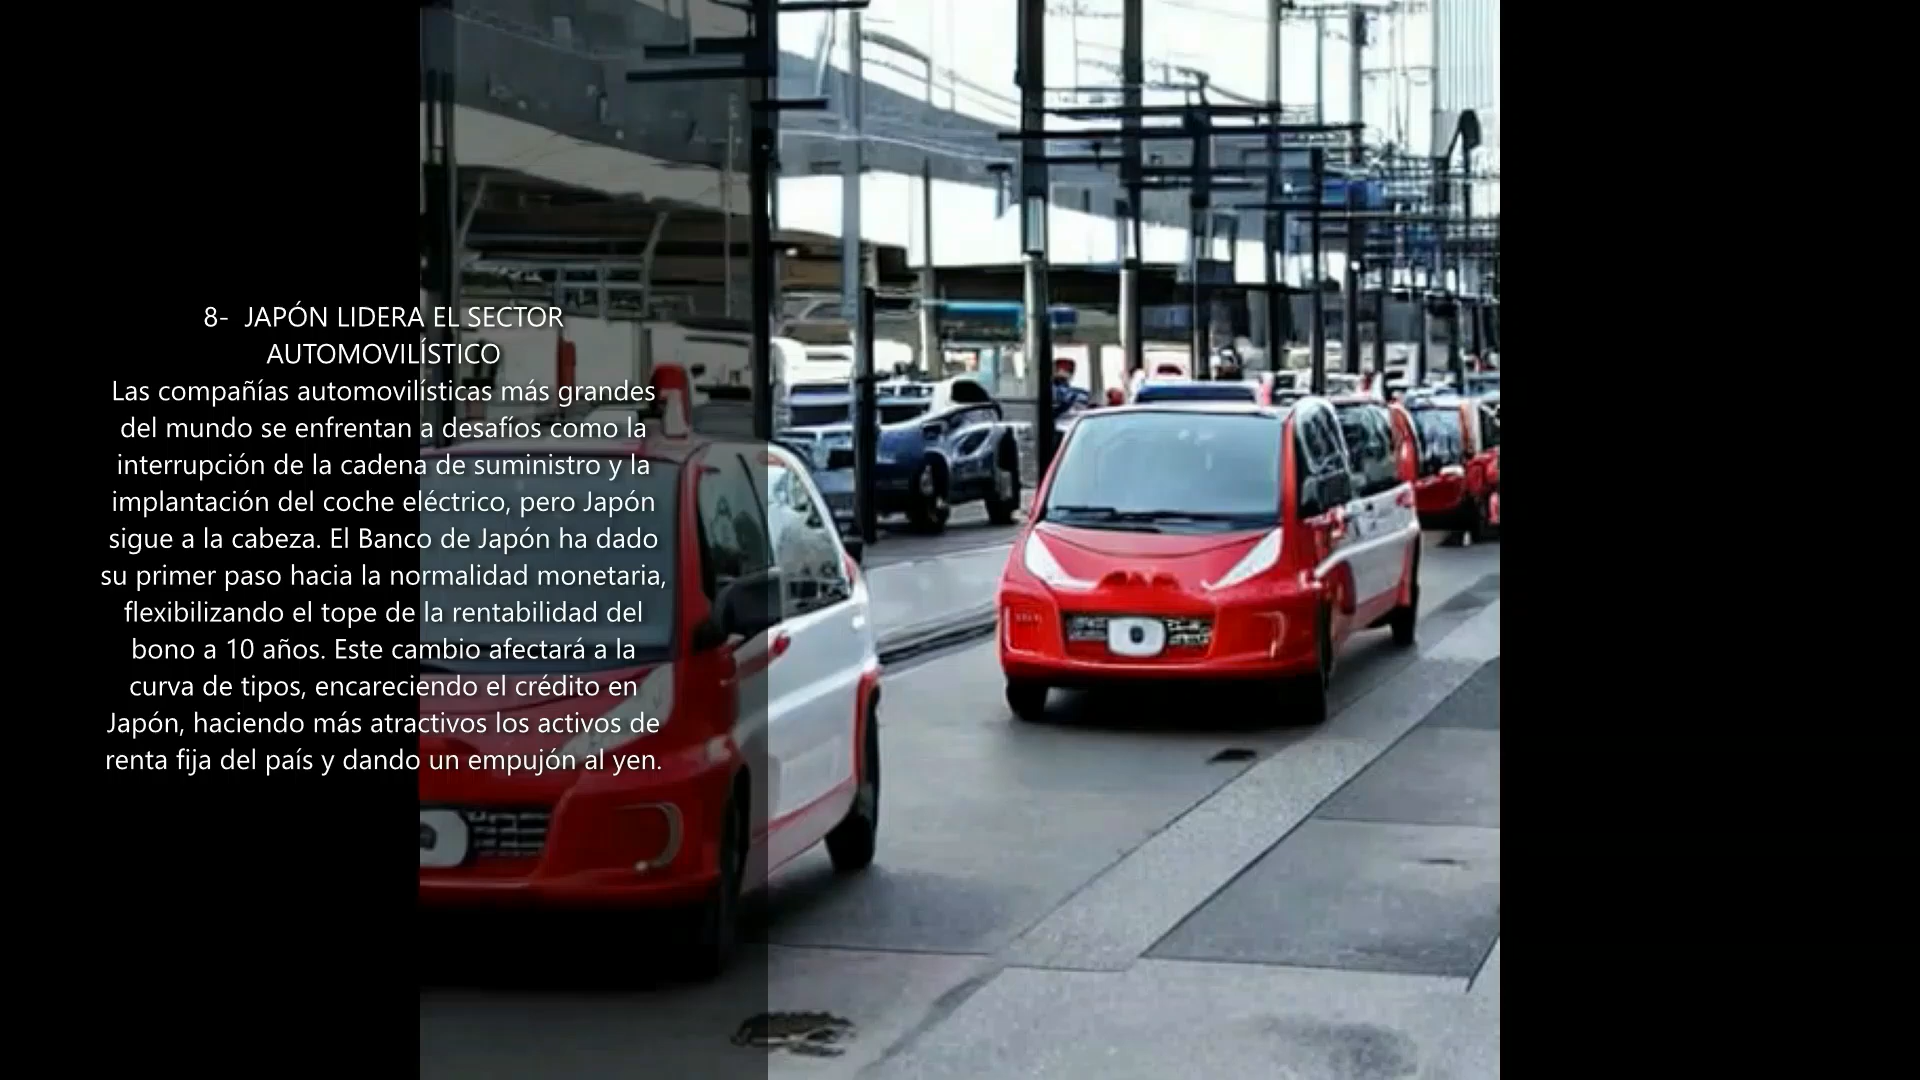 8-  JAPÓN LIDERA EL SECTOR
AUTOMOVILÍSTICO
Las compañías automovilísticas más grandes
del mundo se enfrentan a desafíos como la
interrupción de la cadena de suministro y la
implantación del coche eléctrico, pero Japón
sigue a la cabeza. El Banco de Japón ha dado
su primer paso hacia la normalidad monetaria,
flexibilizando el tope de la rentabilidad del
bono a 10 años. Este cambio afectará a la
curva de tipos, encareciendo el crédito en
Japón, haciendo más atractivos los activos de
renta fija del país y dando un empujón al yen.